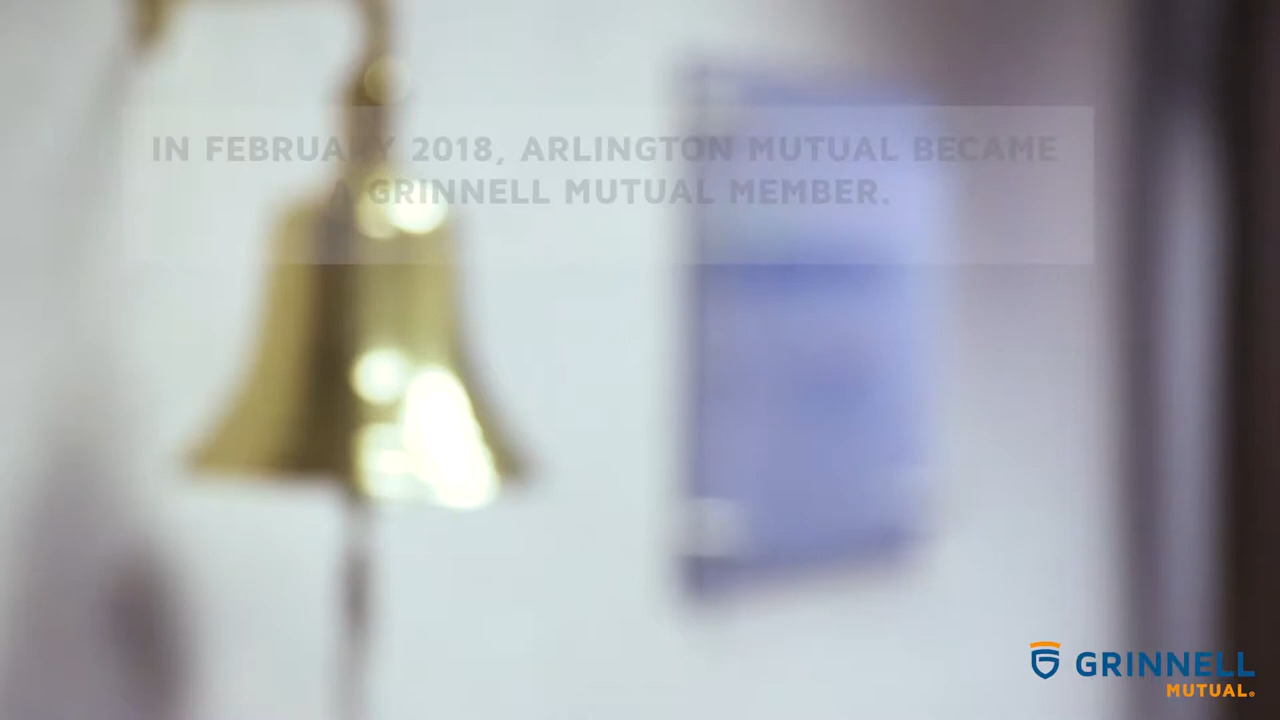 IN FEBRUARY 2018, ARLINGTON MUTUAL BECAME
A GRINNELL MUTUAL MEMBER.
GRINNELL
MUTUAL®